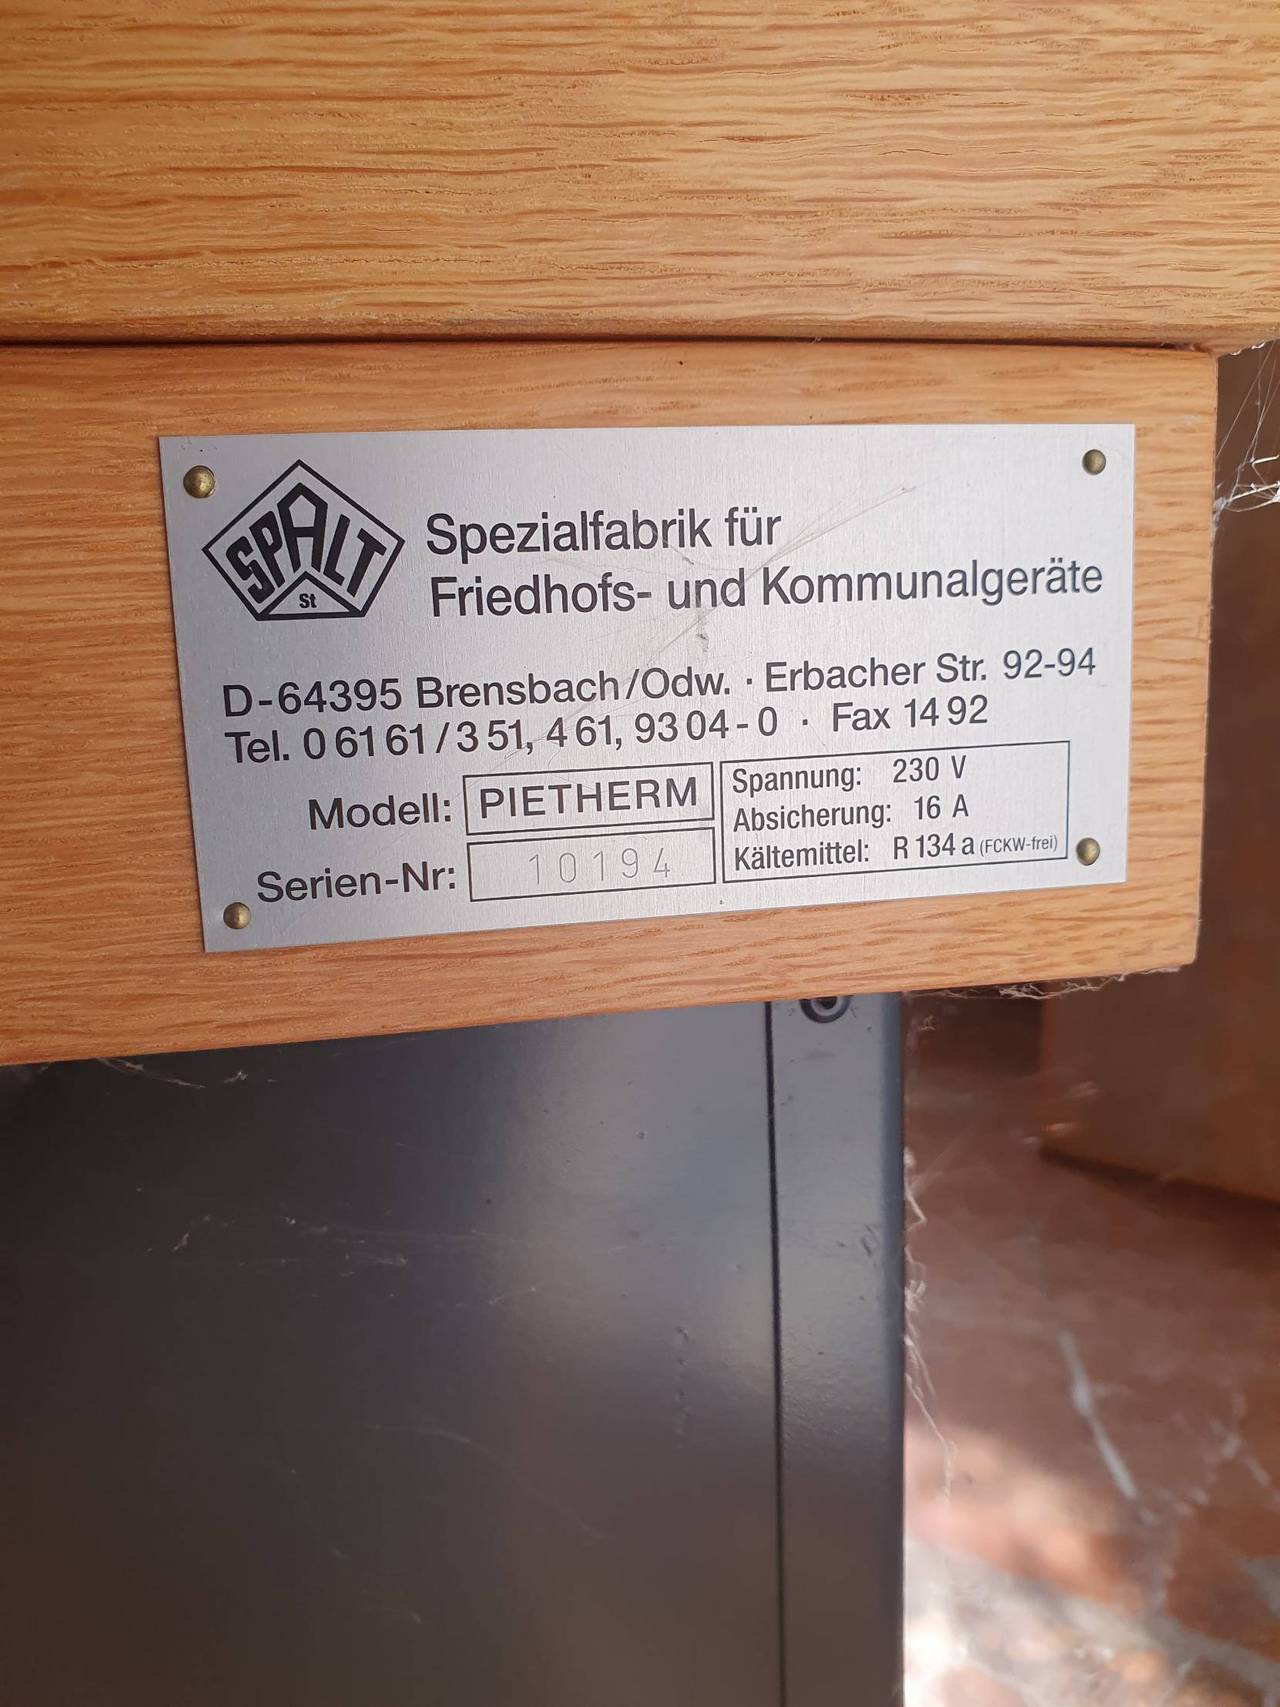 SPALT
St
Spezialfabrik für
Friedhofs- und Kommunalgeräte
D-64395 Brensbach/Odw. · Erbacher Str. 92-94
Tel. 0 61 61 / 3 51, 4 61, 93 04 - 0 · Fax 14 92
Modell: PIETHERM
Serien-Nr: 10194
Spannung: 230 V
Absicherung: 16 A
Kältemittel: R 134 a (FCKW-frei)